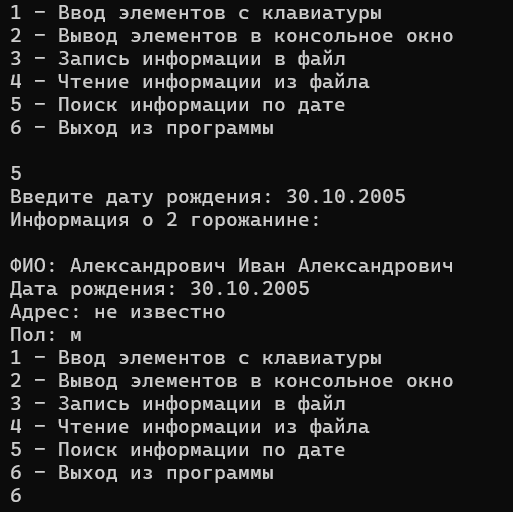 1 – Ввод элементов с клавиатуры
2 – Вывод элементов в консольное окно
3 – Запись информации в файл
4 – Чтение информации из файла
5 – Поиск информации по дате
6 – Выход из программы
5
Введите дату рождения: 30.10.2005
Информация о 2 горожанине:
ФИО: Александрович Иван Александрович
Дата рождения: 30.10.2005
Адрес: не известно
Пол: м
1 – Ввод элементов с клавиатуры
2 – Вывод элементов в консольное окно
3 – Запись информации в файл
4 – Чтение информации из файла
5 – Поиск информации по дате
6 – Выход из программы
6